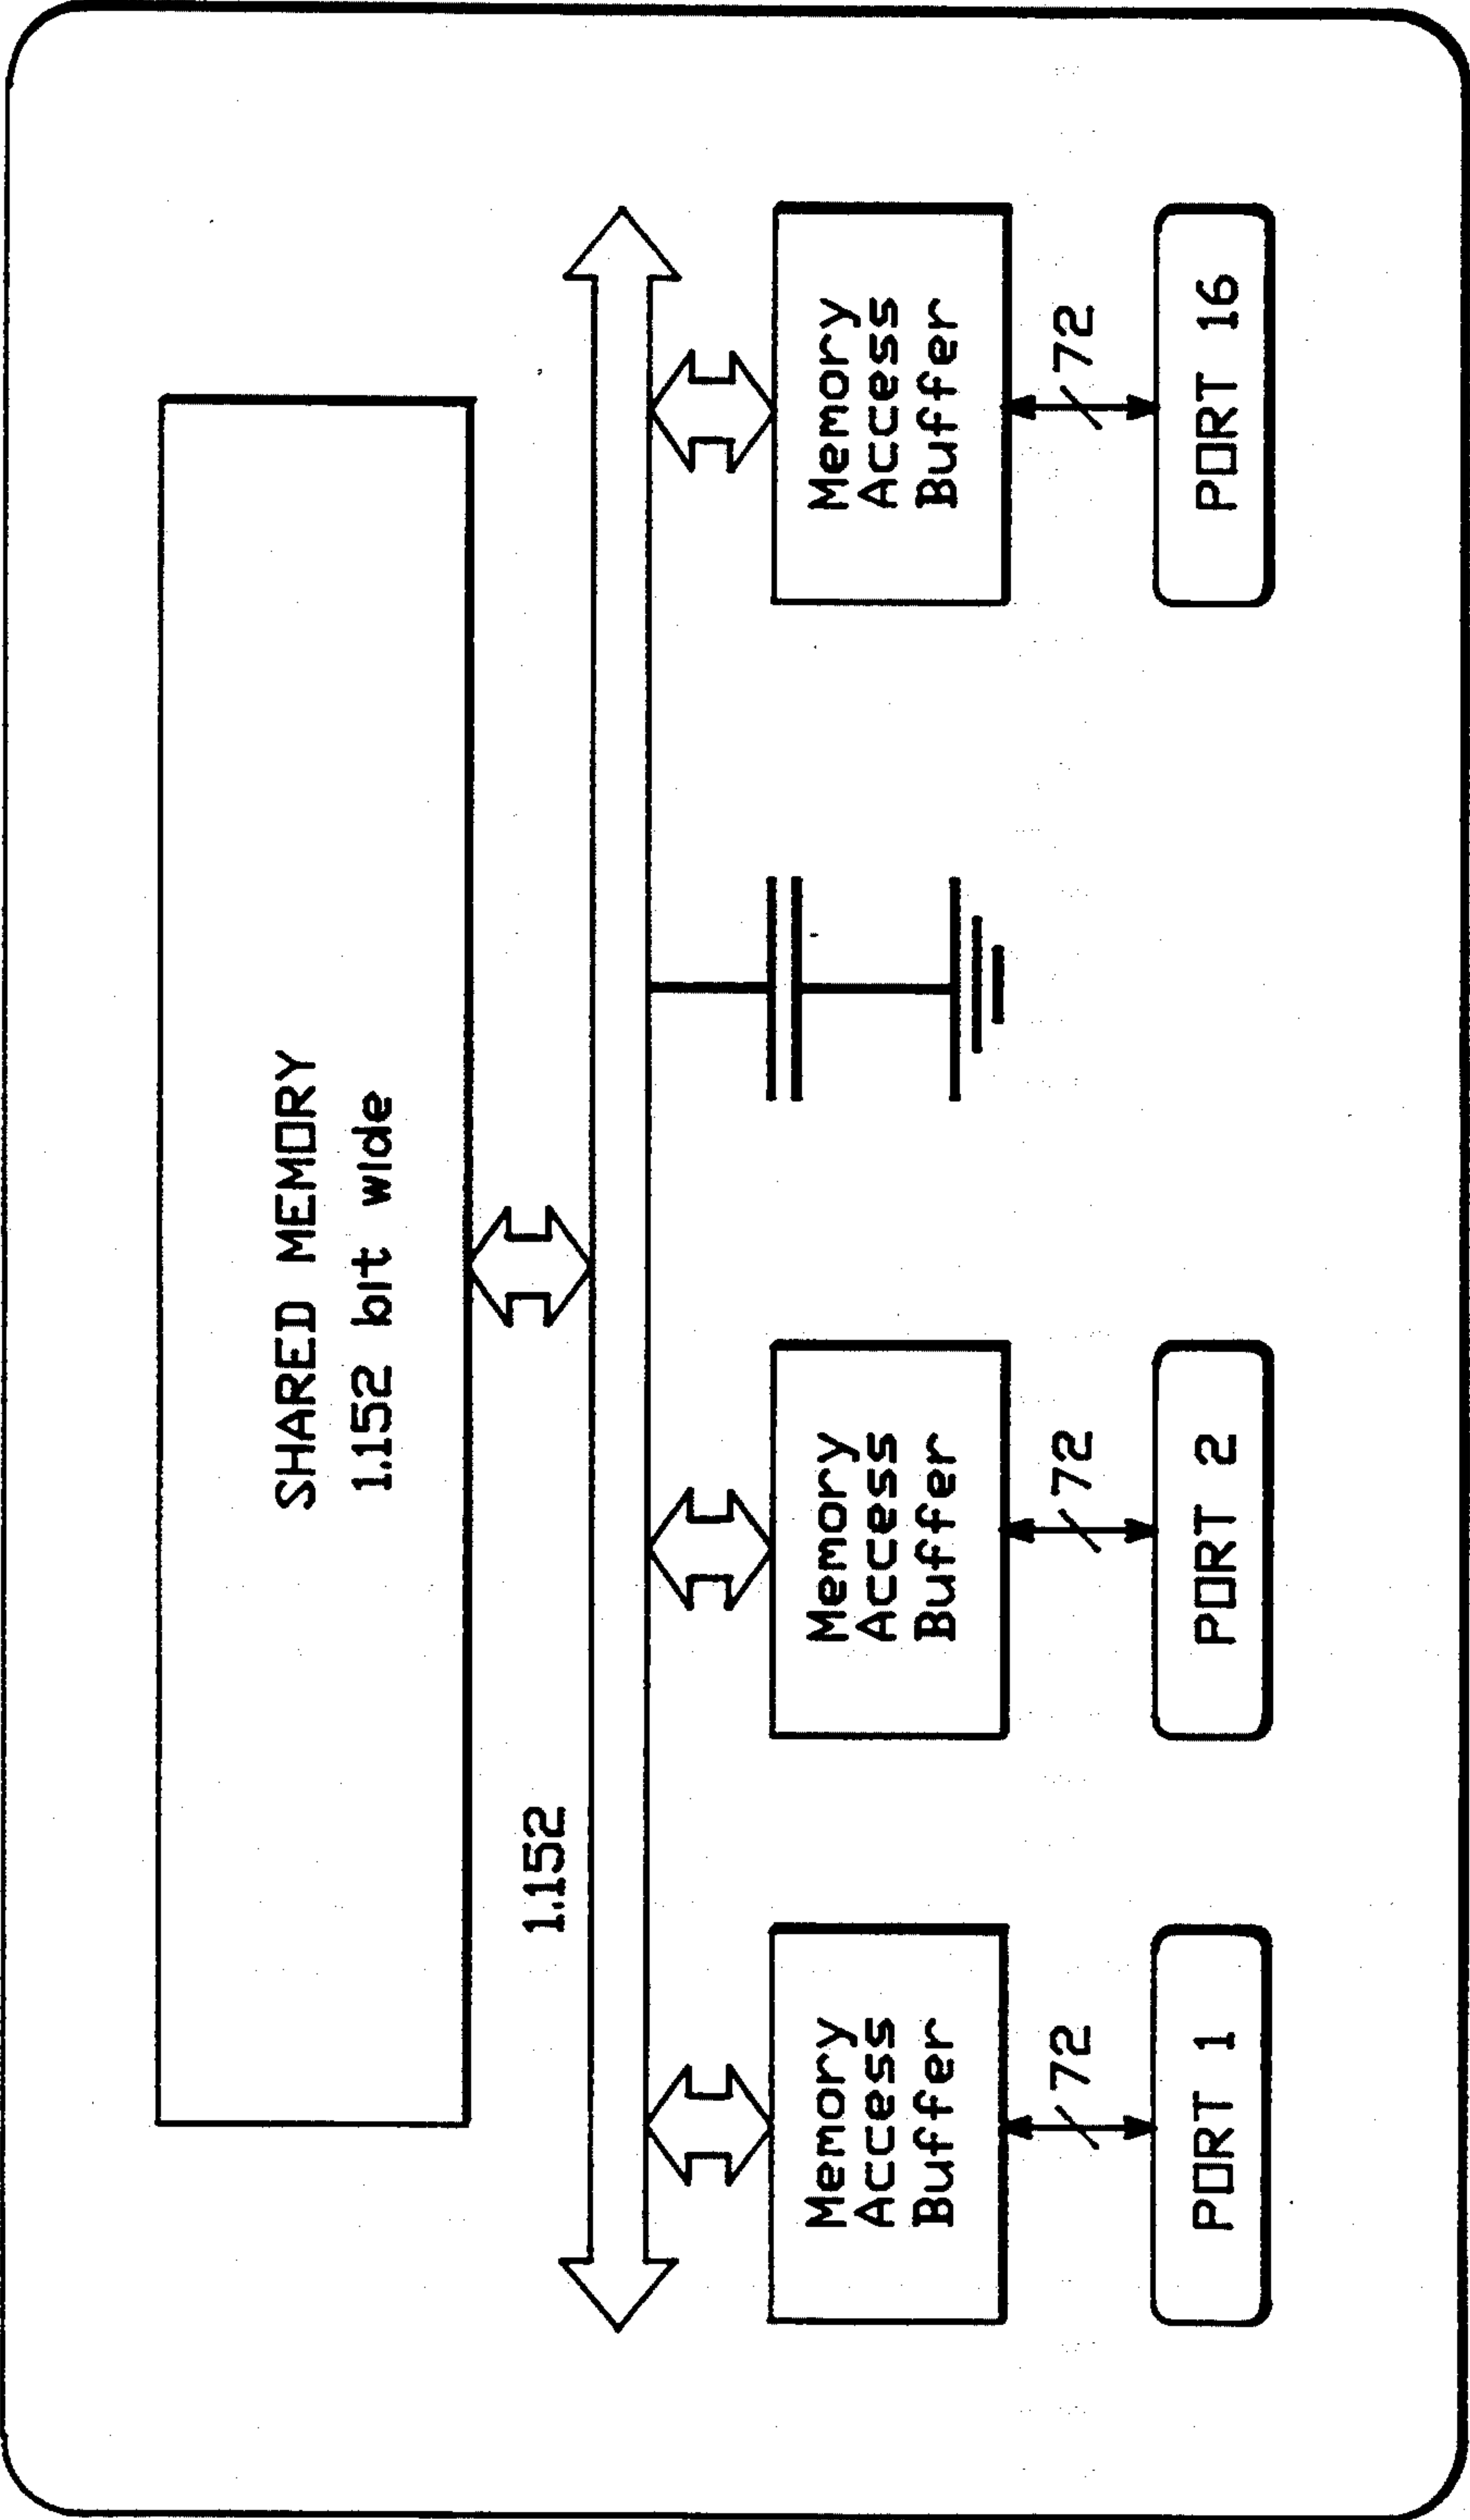 SHARED MEMORY
1.152 bit wide
1.152
Memory
Access
Buffer
Memory
Access
Buffer
Memory
Access
Buffer
72
72
72
PORT 1
PORT 2
PORT 16